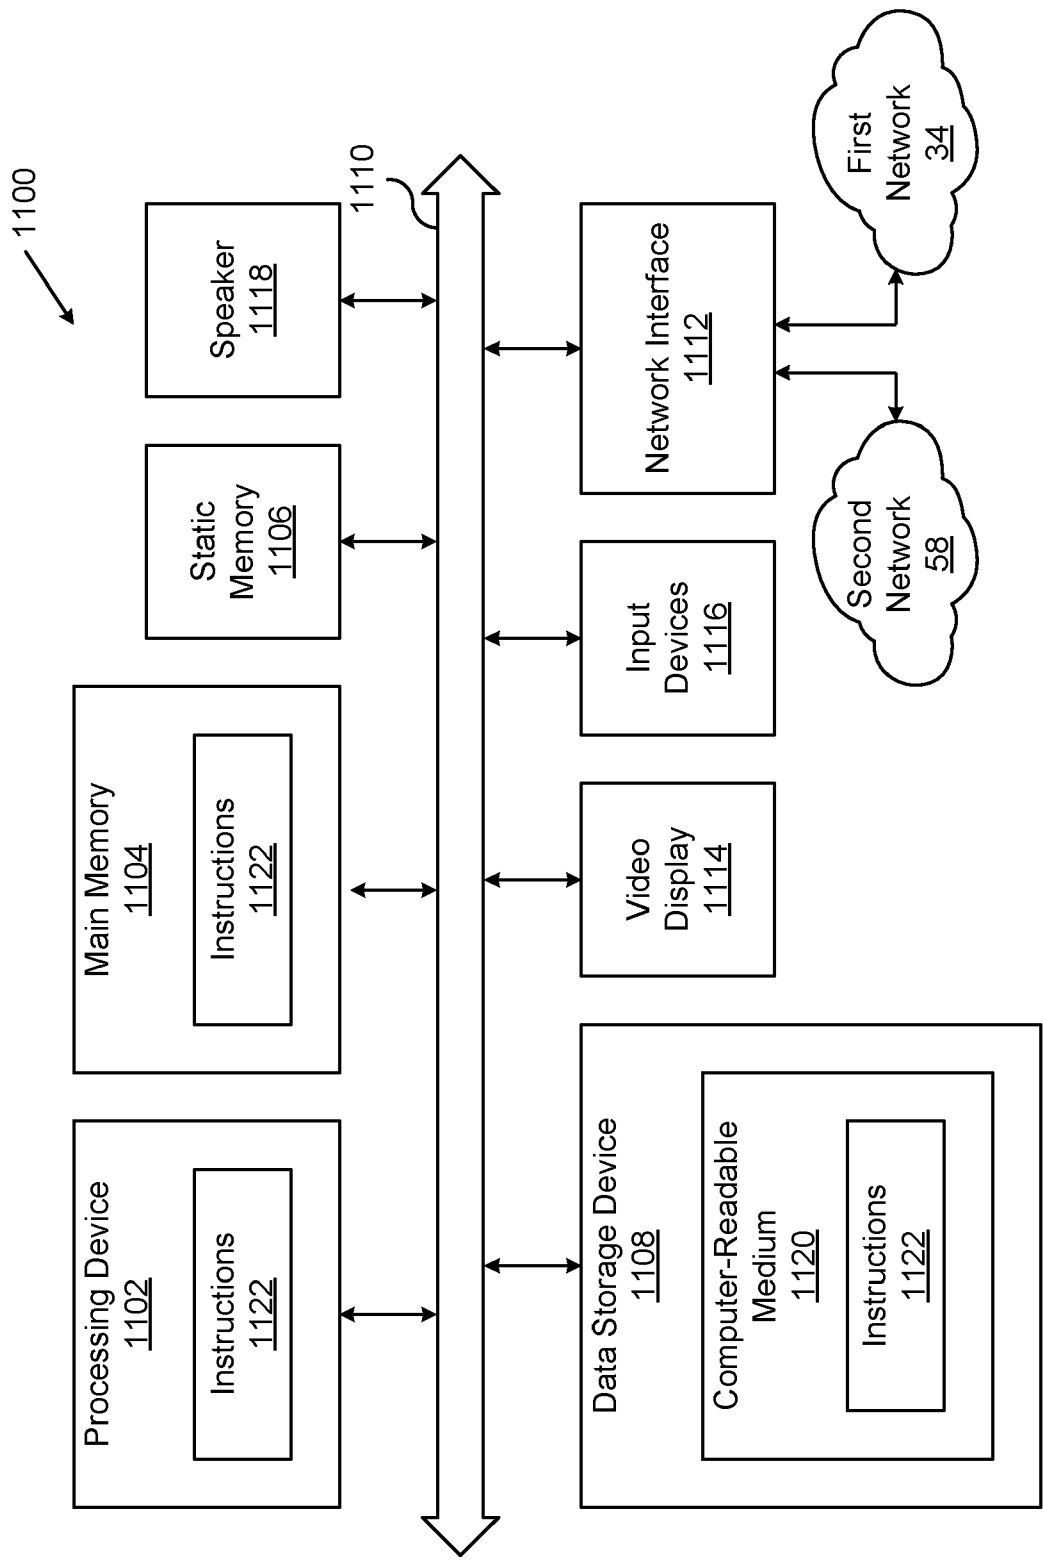 1100
Processing Device
1102
Instructions
1122
Main Memory
1104
Instructions
1122
Static
Memory
1106
Speaker
1118
1110
Data Storage Device
1108
Computer-Readable
Medium
1120
Instructions
1122
Video
Display
1114
Input
Devices
1116
Network Interface
1112
Second
Network
58
First
Network
34